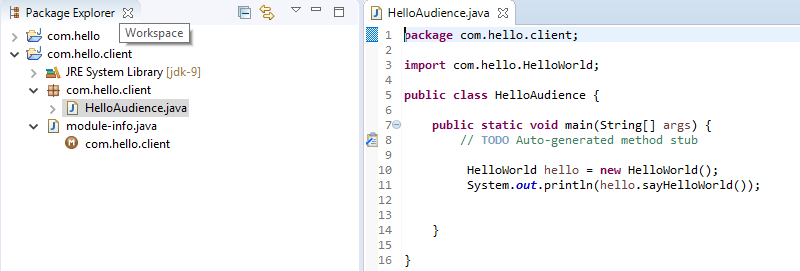 Package Explorer
Workspace
com.hello
com.hello.client
JRE System Library [jdk-9]
com.hello.client
HelloAudience.java
module-info.java
com.hello.client
HelloAudience.java
1 package com.hello.client;
2
3 import com.hello.HelloWorld;
4
5 public class HelloAudience {
6
7 public static void main(String[] args) {
8 // TODO Auto-generated method stub
9
10 HelloWorld hello = new HelloWorld();
11 System.out.println(hello.sayHelloWorld());
12
13
14 }
15
16 }